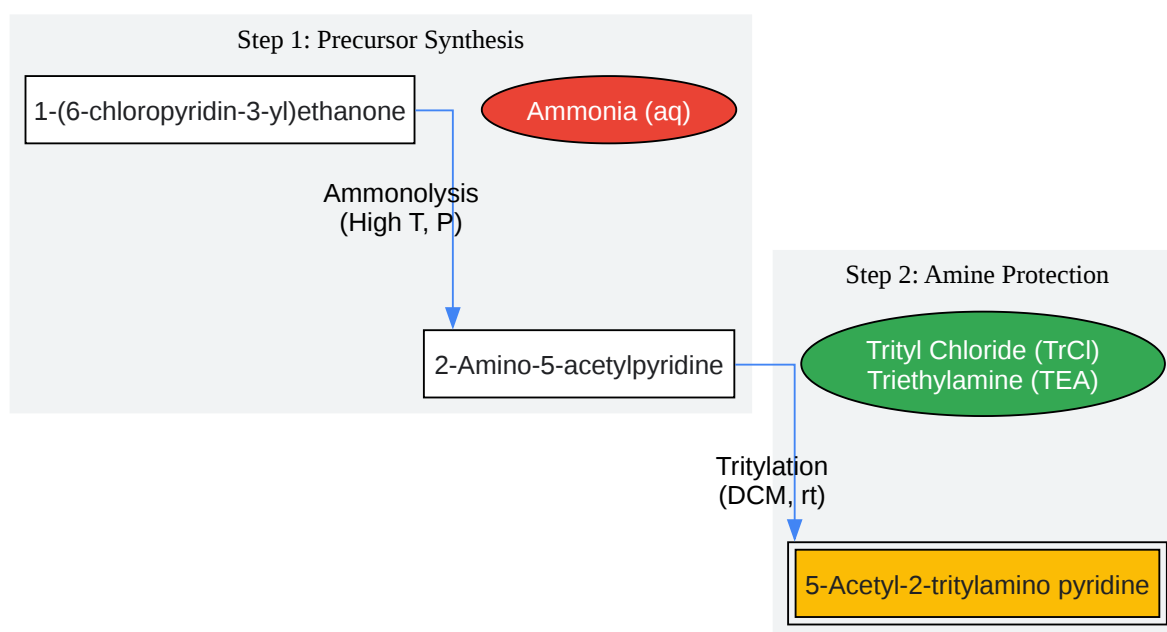 Step 1: Precursor Synthesis
1-(6-chloropyridin-3-yl)ethanone
Ammonia (aq)
Ammonolysis
(High T, P)
2-Amino-5-acetylpyridine
Step 2: Amine Protection
Trityl Chloride (TrCl)
Triethylamine (TEA)
Tritylation
(DCM, rt)
5-Acetyl-2-tritylamino pyridine